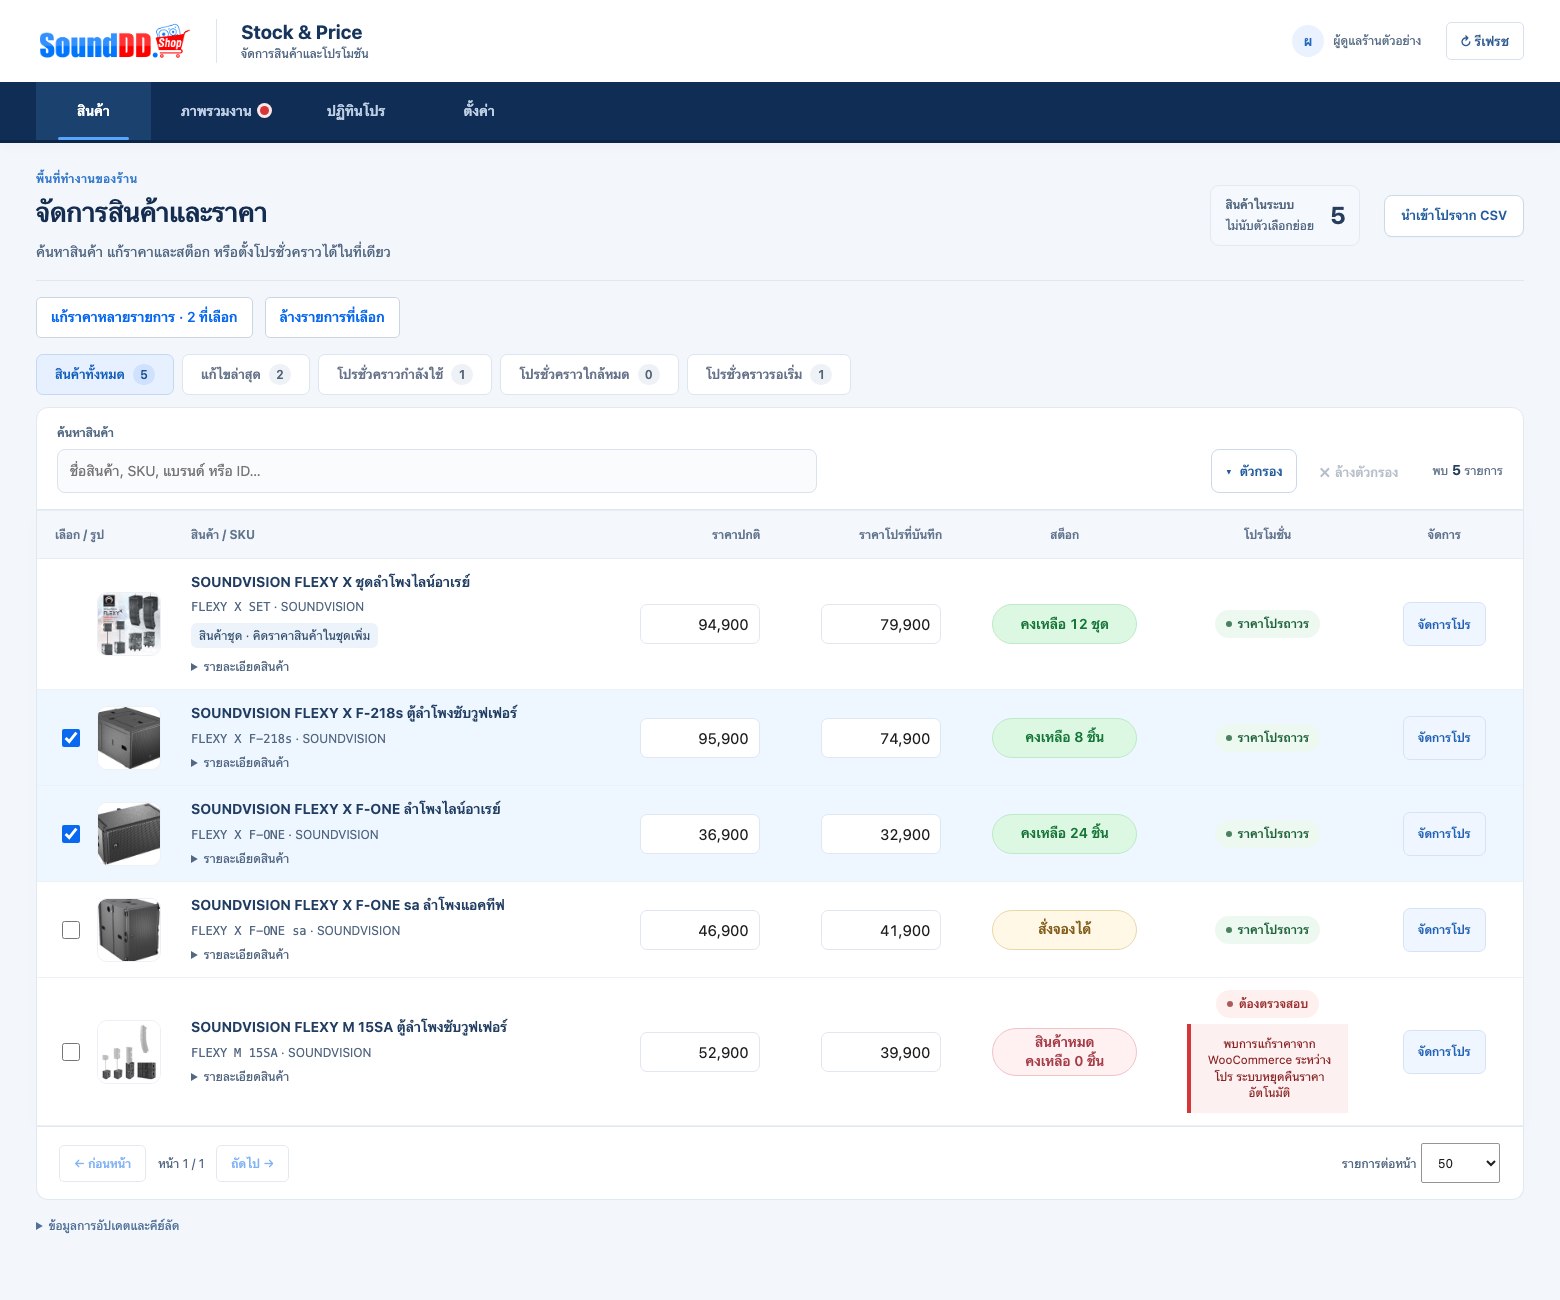 SoundDD.Shop
Stock & Price
จัดการสินค้าและโปรโมชัน
ผ ผู้ดูแลร้านตัวอย่าง
↻ รีเฟรช
สินค้า ภาพรวมงาน ปฏิทินโปร ตั้งค่า
พื้นที่ทำงานของร้าน
จัดการสินค้าและราคา
ค้นหาสินค้า แก้ราคาและสต็อก หรือตั้งโปรชั่วคราวได้ในที่เดียว
สินค้าในระบบ
ไม่นับตัวเลือกย่อย
5
นำเข้าโปรจาก CSV
แก้ราคาหลายรายการ · 2 ที่เลือก ล้างรายการที่เลือก
สินค้าทั้งหมด 5 แก้ไขล่าสุด 2 โปรชั่วคราวกำลังใช้ 1 โปรชั่วคราวใกล้หมด 0 โปรชั่วคราวรอเริ่ม 1
ค้นหาสินค้า
ชื่อสินค้า, SKU, แบรนด์ หรือ ID...
▾ ตัวกรอง ✕ ล้างตัวกรอง พบ 5 รายการ
เลือก / รูป สินค้า / SKU ราคาปกติ ราคาโปรที่บันทึก สต็อก โปรโมชั่น จัดการ
SOUNDVISION FLEXY X ชุดลำโพงไลน์อาเรย์
FLEXY X SET · SOUNDVISION
สินค้าชุด · คิดราคาสินค้าในชุดเพิ่ม
▶ รายละเอียดสินค้า
94,900 79,900 คงเหลือ 12 ชุด ราคาโปรถาวร จัดการโปร
SOUNDVISION FLEXY X F-218s ตู้ลำโพงซับวูฟเฟอร์
FLEXY X F-218s · SOUNDVISION
▶ รายละเอียดสินค้า
95,900 74,900 คงเหลือ 8 ชิ้น ราคาโปรถาวร จัดการโปร
SOUNDVISION FLEXY X F-ONE ลำโพงไลน์อาเรย์
FLEXY X F-ONE · SOUNDVISION
▶ รายละเอียดสินค้า
36,900 32,900 คงเหลือ 24 ชิ้น ราคาโปรถาวร จัดการโปร
SOUNDVISION FLEXY X F-ONE sa ลำโพงแอคทีฟ
FLEXY X F-ONE sa · SOUNDVISION
▶ รายละเอียดสินค้า
46,900 41,900 สั่งจองได้ ราคาโปรถาวร จัดการโปร
SOUNDVISION FLEXY M 15SA ตู้ลำโพงซับวูฟเฟอร์
FLEXY M 15SA · SOUNDVISION
▶ รายละเอียดสินค้า
52,900 39,900
สินค้าหมด
คงเหลือ 0 ชิ้น
ต้องตรวจสอบ
พบการแก้ราคาจาก
WooCommerce ระหว่าง
โปร ระบบหยุดคืนราคา
อัตโนมัติ
จัดการโปร
← ก่อนหน้า หน้า 1 / 1 ถัดไป → รายการต่อหน้า 50
▶ ข้อมูลการอัปเดตและคีย์ลัด